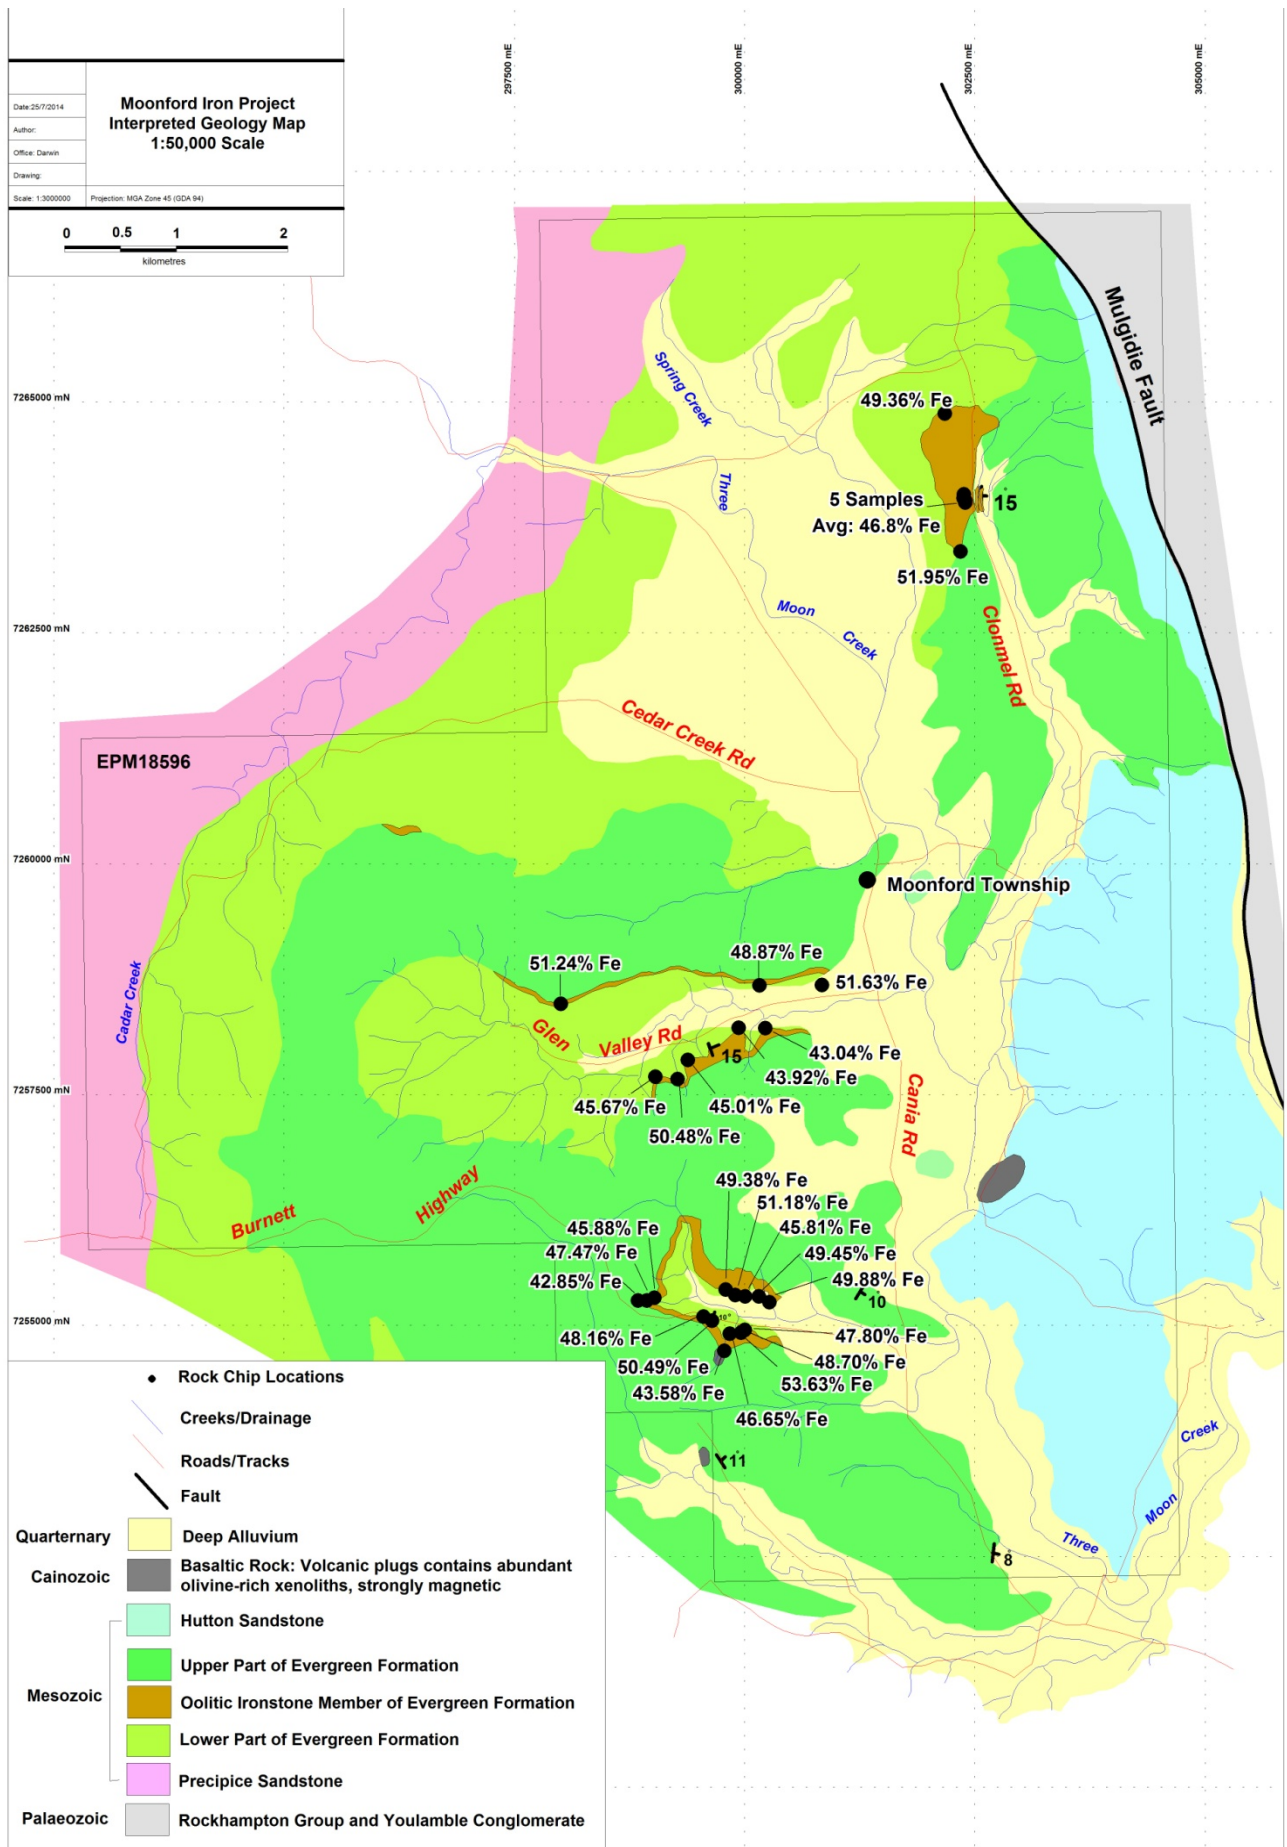 297500 mE
300000 mE
302500 mE
305000 mE
Date:25/7/2014
Author:
Office: Darwin
Drawing:
Scale: 1:3000000
Moonford Iron Project
Interpreted Geology Map
1:50,000 Scale
Projection: MGA Zone 45 (GDA 94)
0 0.5 1 2
kilometres
Mulgidie Fault
Spring Creek
7265000 mN
49.36% Fe
Three
5 Samples
Avg: 46.8% Fe
15°
51.95% Fe
Moon
Creek
7262500 mN
Clonmel Rd
Cedar Creek Rd
EPM18596
7260000 mN
Moonford Township
48.87% Fe
51.24% Fe
51.63% Fe
Cadar Creek
Glen
Valley Rd
15°
43.04% Fe
43.92% Fe
7257500 mN
45.67% Fe
45.01% Fe
50.48% Fe
Cania Rd
49.38% Fe
51.18% Fe
Burnett
Highway
45.88% Fe
45.81% Fe
47.47% Fe
49.45% Fe
42.85% Fe
49.88% Fe
10°
7255000 mN
10°
48.16% Fe
47.80% Fe
50.49% Fe
48.70% Fe
43.58% Fe
53.63% Fe
46.65% Fe
11°
Creek
Moon
Three
8°
Rock Chip Locations
Creeks/Drainage
Roads/Tracks
Fault
Quarternary
Deep Alluvium
Cainozoic
Basaltic Rock: Volcanic plugs contains abundant
olivine-rich xenoliths, strongly magnetic
Hutton Sandstone
Upper Part of Evergreen Formation
Mesozoic
Oolitic Ironstone Member of Evergreen Formation
Lower Part of Evergreen Formation
Precipice Sandstone
Palaeozoic
Rockhampton Group and Youlamble Conglomerate